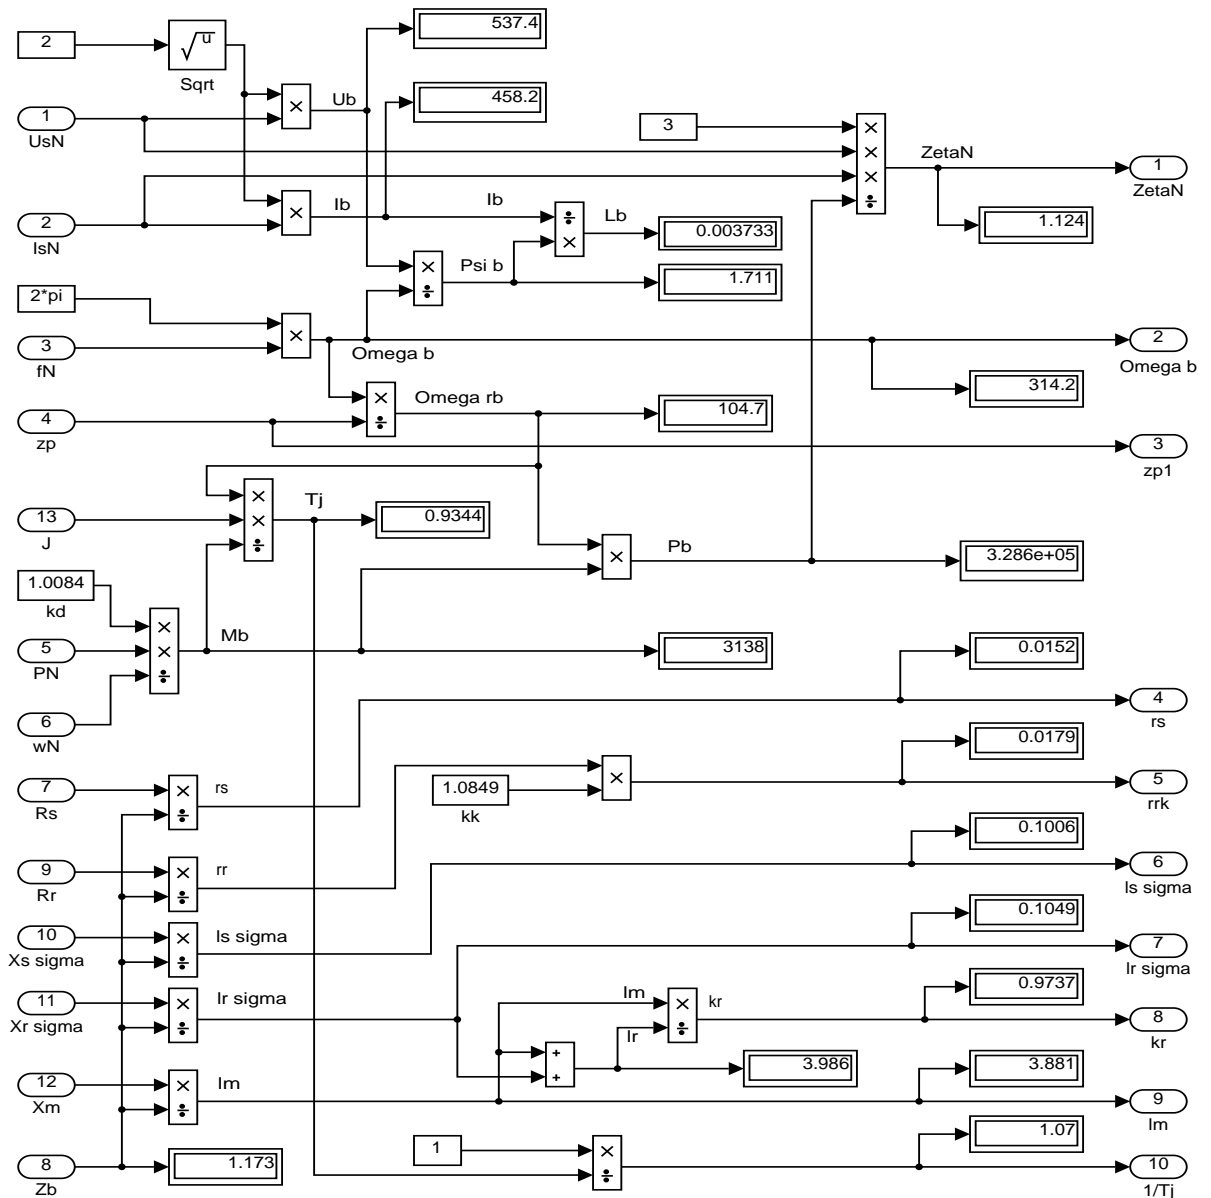 537.4
2
u
Sqrt
458.2
Ub
×
1
UsN
3
×
×
ZetaN
1
ZetaN
×
÷
2
IsN
×
Ib
Ib
÷
×
Lb
0.003733
1.124
×
÷
Psi b
1.711
2*pi
3
fN
×
Omega b
2
Omega b
314.2
×
÷
Omega rb
104.7
4
zp
3
zp1
×
×
÷
Tj
0.9344
13
J
×
Pb
3.286e+05
1.0084
kd
×
×
÷
Mb
3138
5
PN
0.0152
6
wN
4
rs
0.0179
7
Rs
×
÷
rs
1.0849
kk
×
5
rrk
0.1006
9
Rr
×
÷
rr
6
ls sigma
0.1049
10
Xs sigma
×
÷
ls sigma
7
lr sigma
0.9737
11
Xr sigma
×
÷
lr sigma
lm
×
÷
kr
lr
8
kr
+
+
3.986
3.881
12
Xm
×
÷
lm
9
lm
1.07
1
×
÷
8
Zb
1.173
10
1/Tj